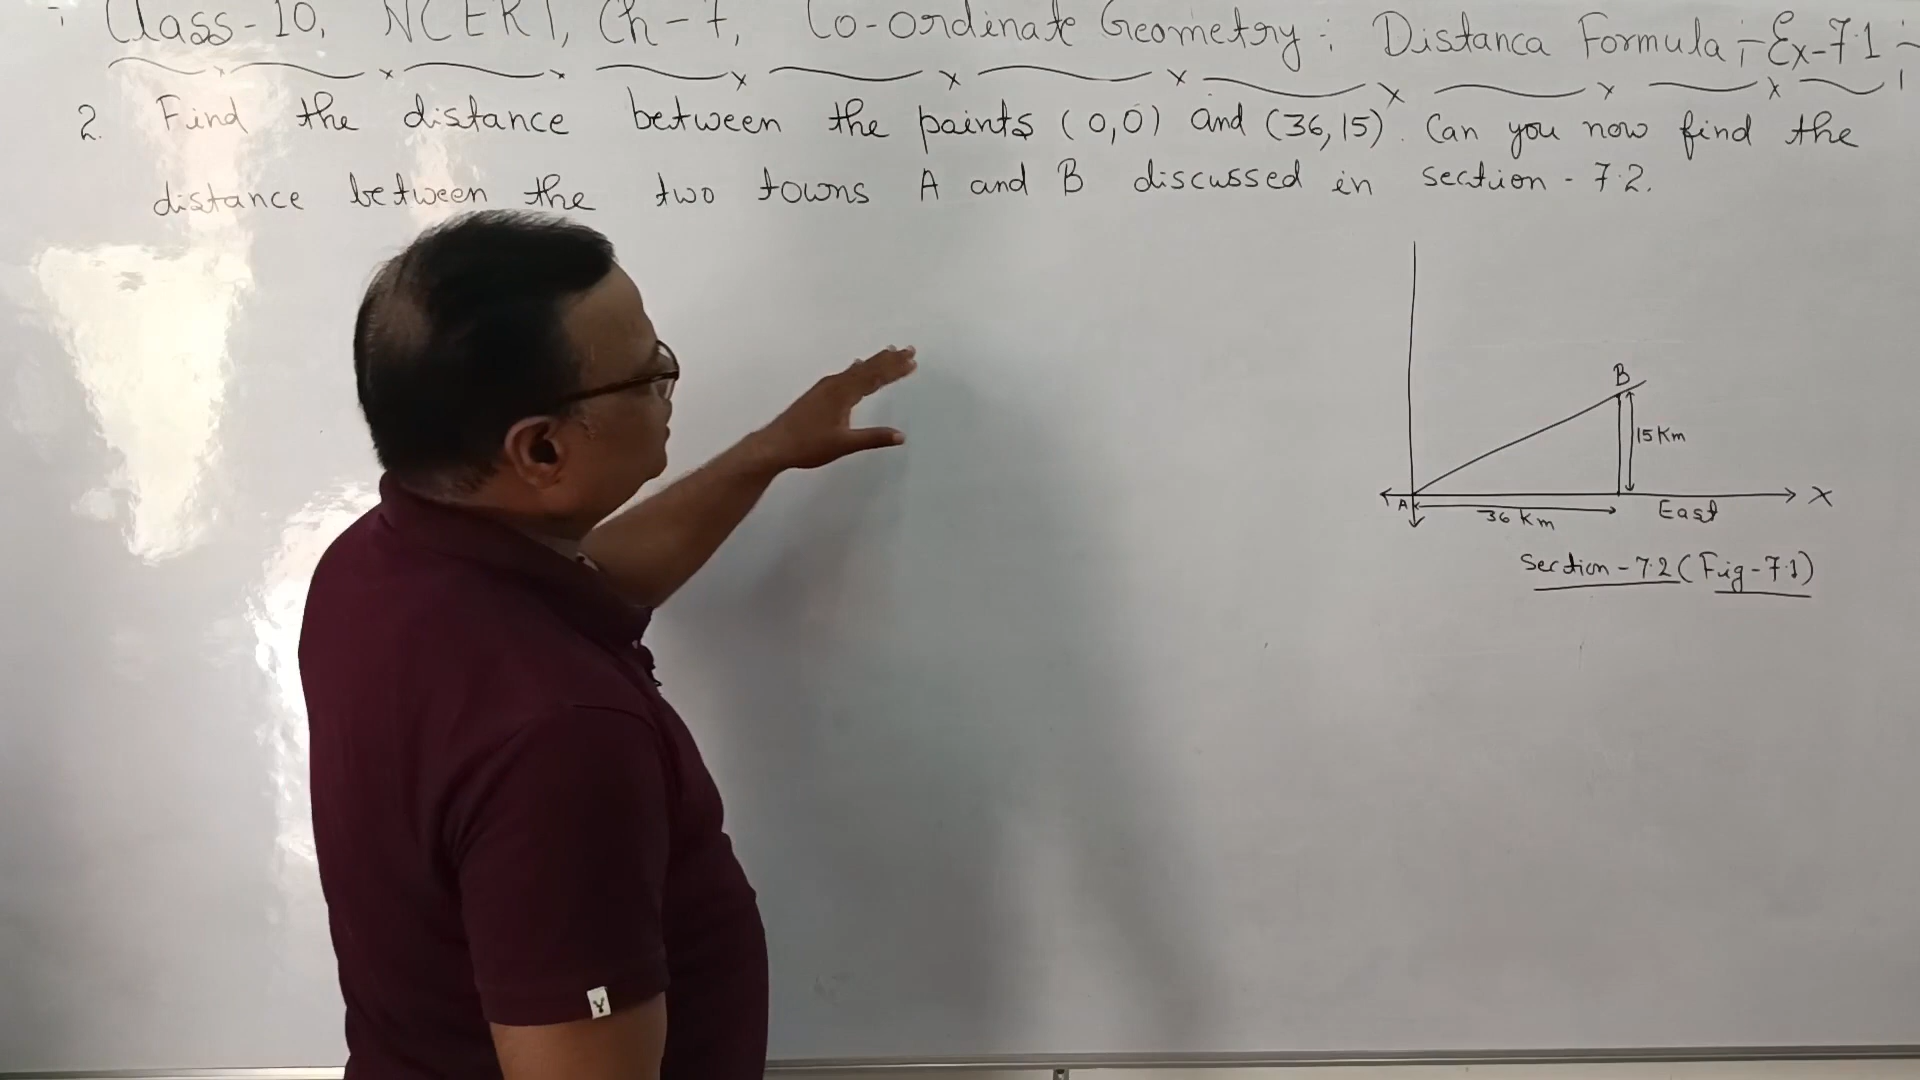 Class-10, NCERT, Ch-7, Co-ordinate Geometry : Distanca Formula ;- Ex-7.1 ;-
2. Find the distance between the paints (0,0) and (36,15). Can you now find the
distance between the two towns A and B discussed in section - 7.2.
B
15 Km
A
36 Km
East
X
Section - 7.2 (Fig - 7.1)
Y